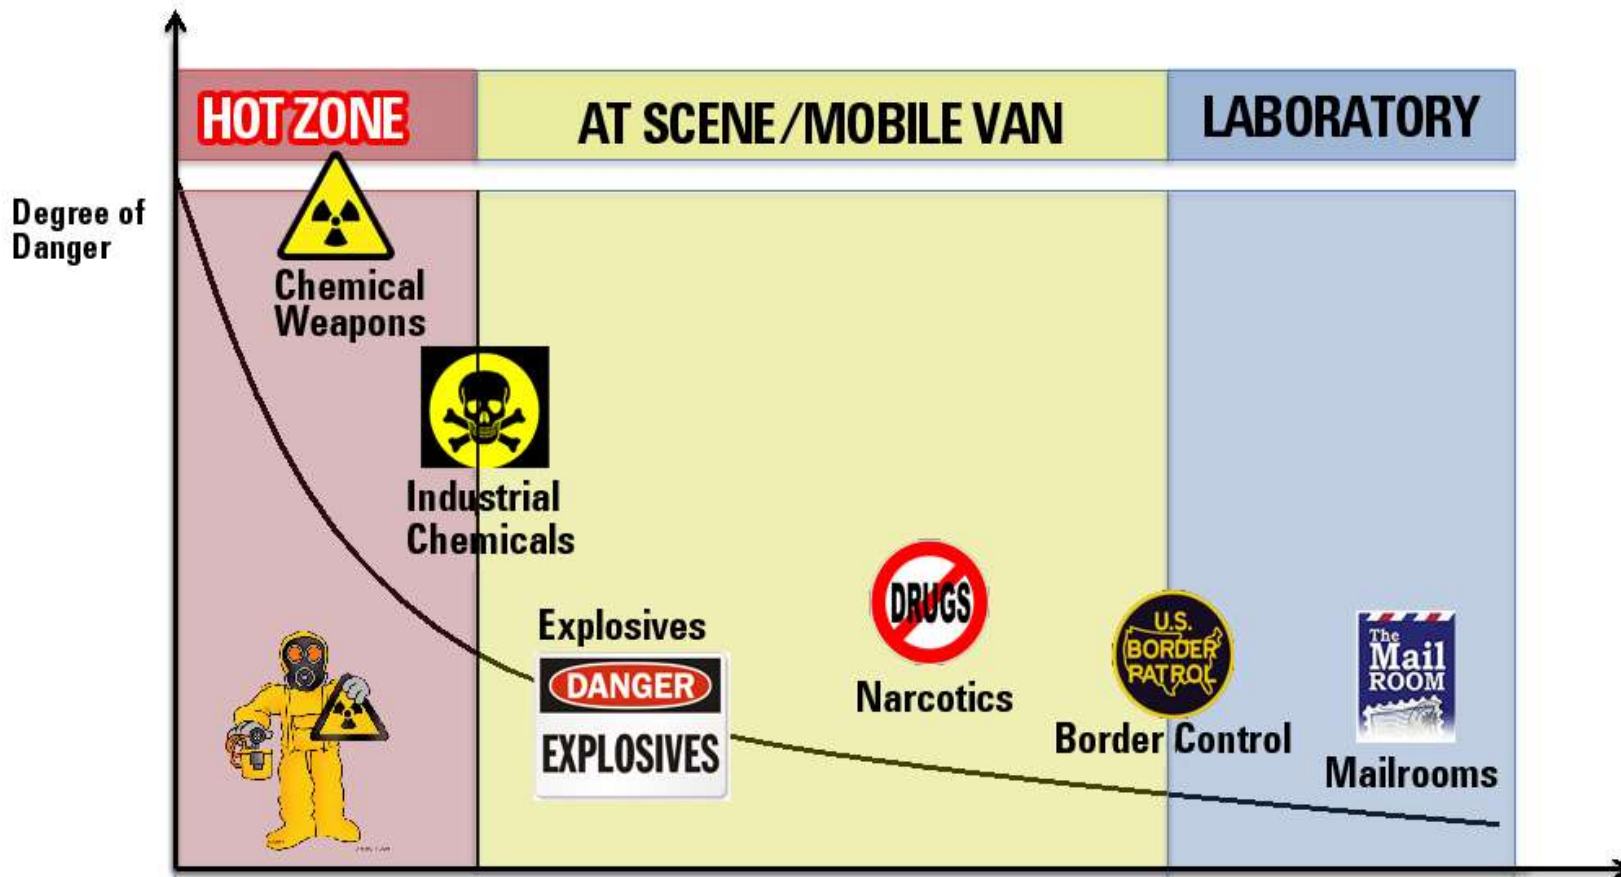 HOT ZONE
AT SCENE/MOBILE VAN
LABORATORY
Degree of
Danger
Chemical
Weapons
Industrial
Chemicals
Explosives
DANGER
EXPLOSIVES
DRUGS
Narcotics
U.S.
BORDER
PATROL
Border Control
The
Mail
ROOM
Mailrooms